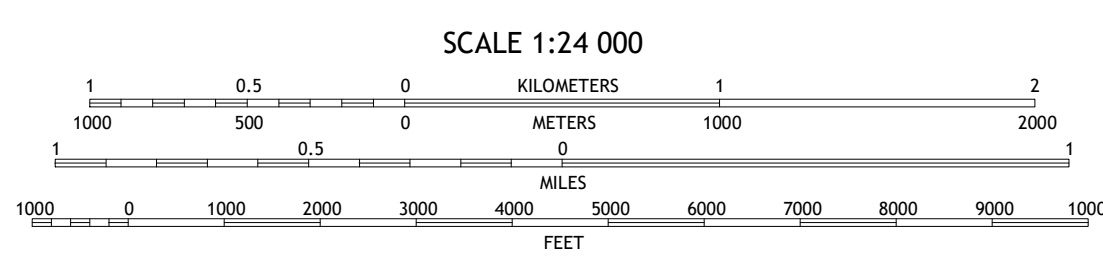 SCALE 1:24 000
1 0.5 0 KILOMETERS 1 2
1000 500 0 METERS 1000 2000
1 0.5 0 1
MILES
1000 0 1000 2000 3000 4000 5000 6000 7000 8000 9000 1000
FEET